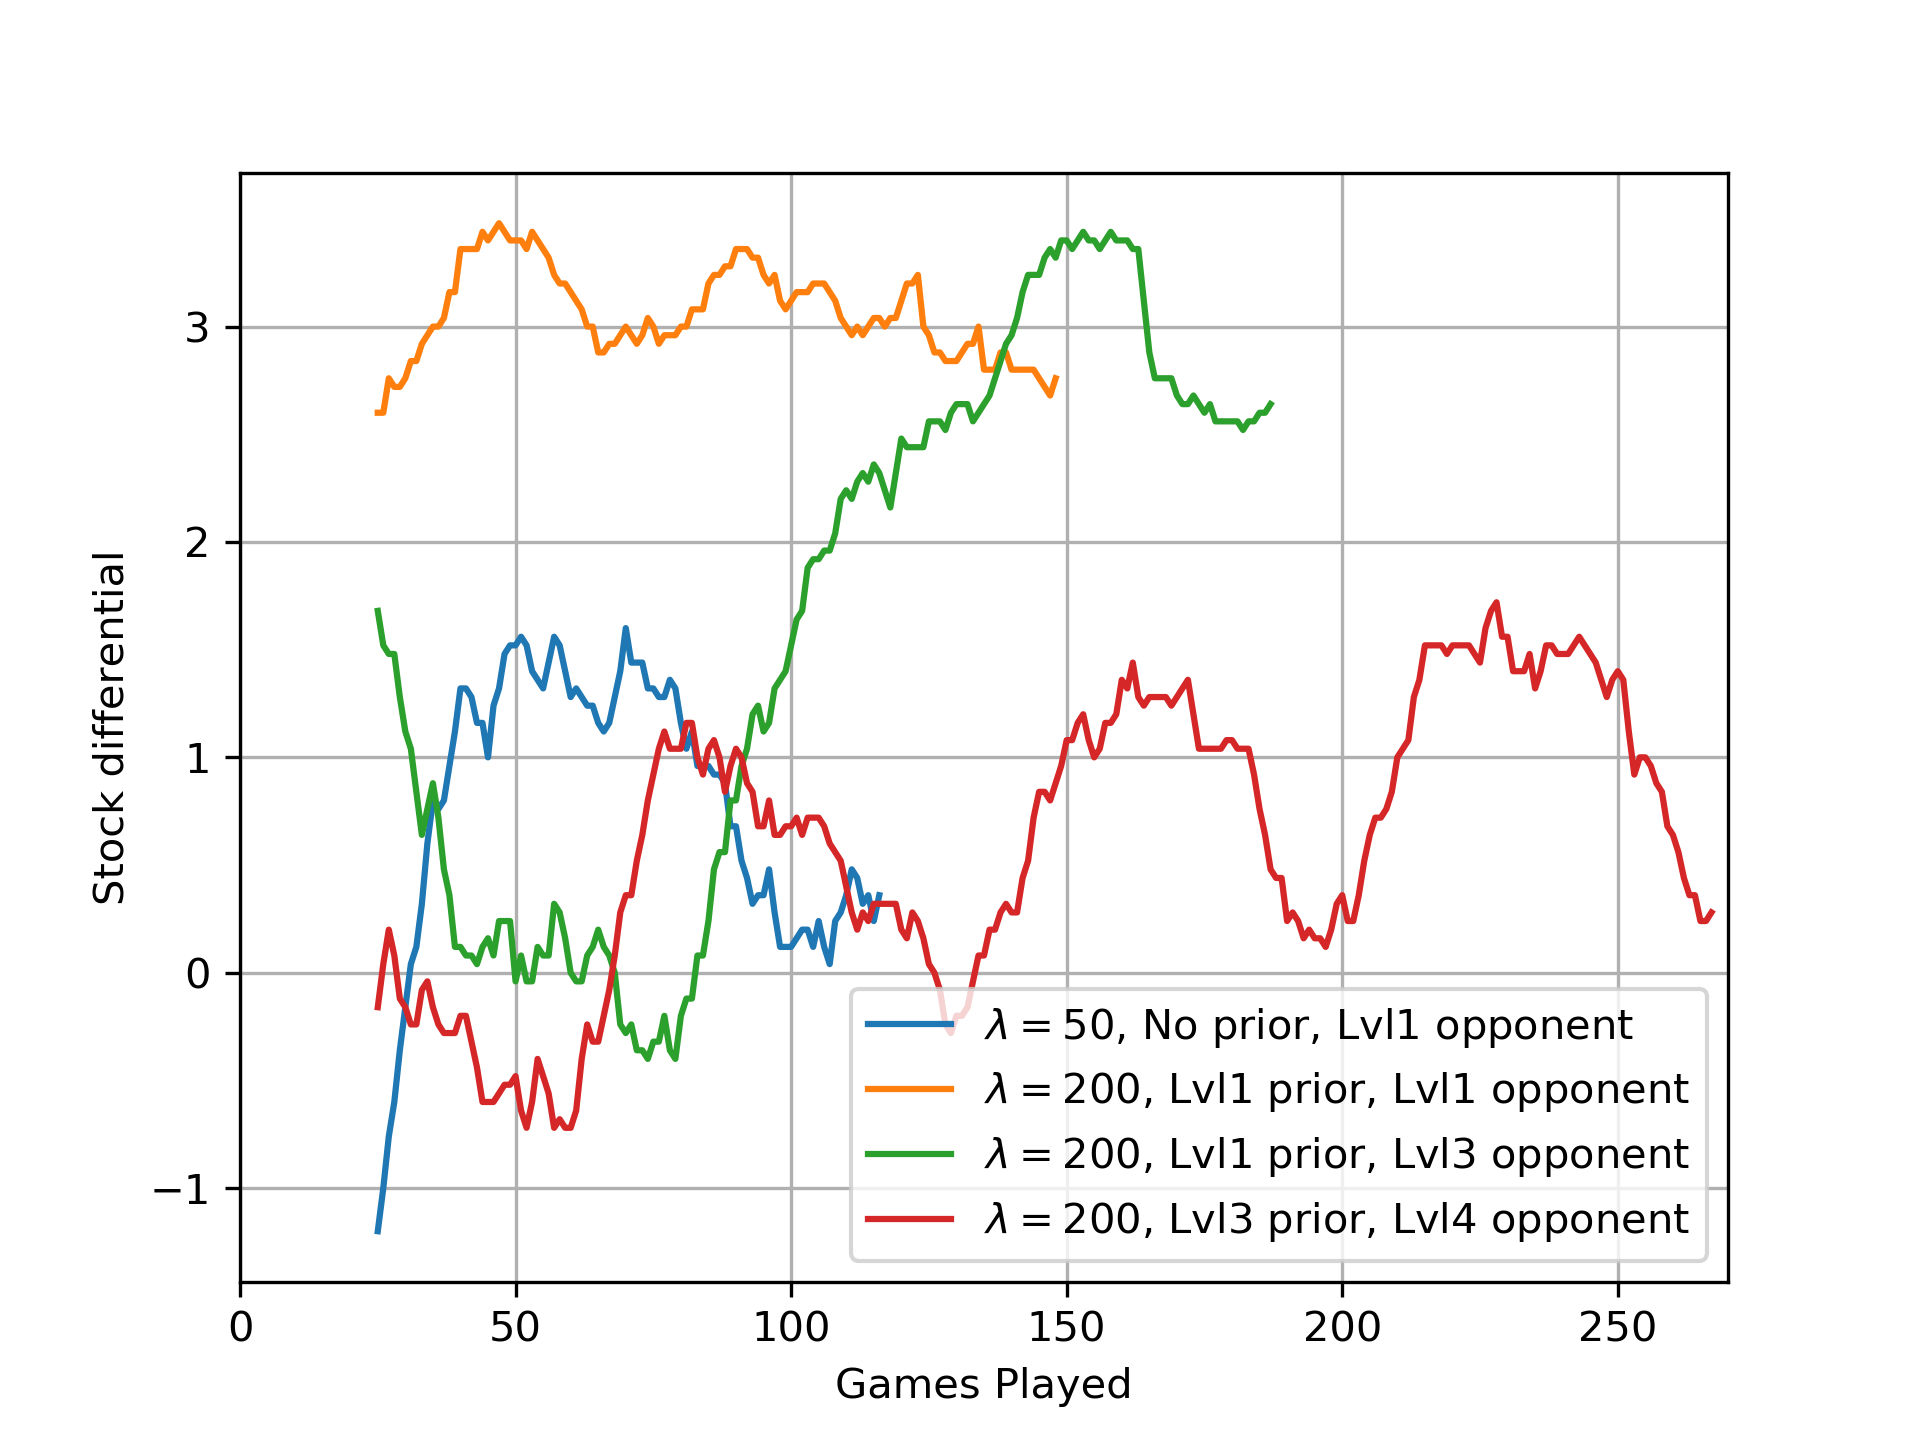 3
2
1
0
−1
Stock differential
λ = 50, No prior, Lvl1 opponent
λ = 200, Lvl1 prior, Lvl1 opponent
λ = 200, Lvl1 prior, Lvl3 opponent
λ = 200, Lvl3 prior, Lvl4 opponent
0 50 100 150 200 250
Games Played